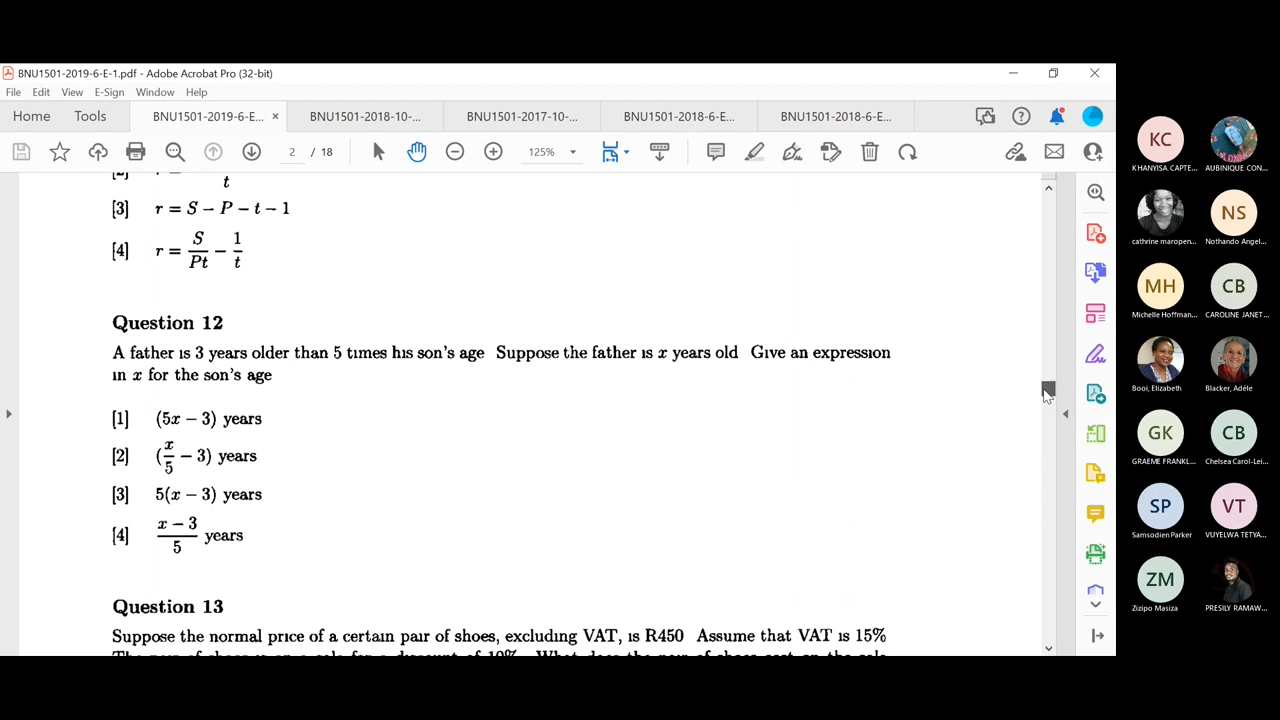 BNU1501-2019-6-E-1.pdf - Adobe Acrobat Pro (32-bit)
File Edit View E-Sign Window Help
Home Tools BNU1501-2019-6-E... × BNU1501-2018-10-... BNU1501-2017-10-... BNU1501-2018-6-E... BNU1501-2018-6-E...
2 / 18 125%
t
[3] r = S − P − t − 1
[4] r = S/Pt − 1/t
Question 12
A father is 3 years older than 5 times his son's age Suppose the father is x years old Give an expression
in x for the son's age
[1] (5x − 3) years
[2] (x/5 − 3) years
[3] 5(x − 3) years
[4] x − 3/5 years
Question 13
Suppose the normal price of a certain pair of shoes, excluding VAT, is R450 Assume that VAT is 15%
KC
KHANYISA CAPTE...
AUBINIQUE CON...
cathrine maropen...
NS
Nothando Angel...
MH
Michelle Hoffman...
CB
CAROLINE JANET...
Booi, Elizabeth
Blacker, Adéle
GK
GRAEME FRANKL...
CB
Chelsea Carol-Lei...
SP
Samsodien Parker
VT
VUYELWA TETYA...
ZM
Zizipo Masiza
PRESILY RAMAW...